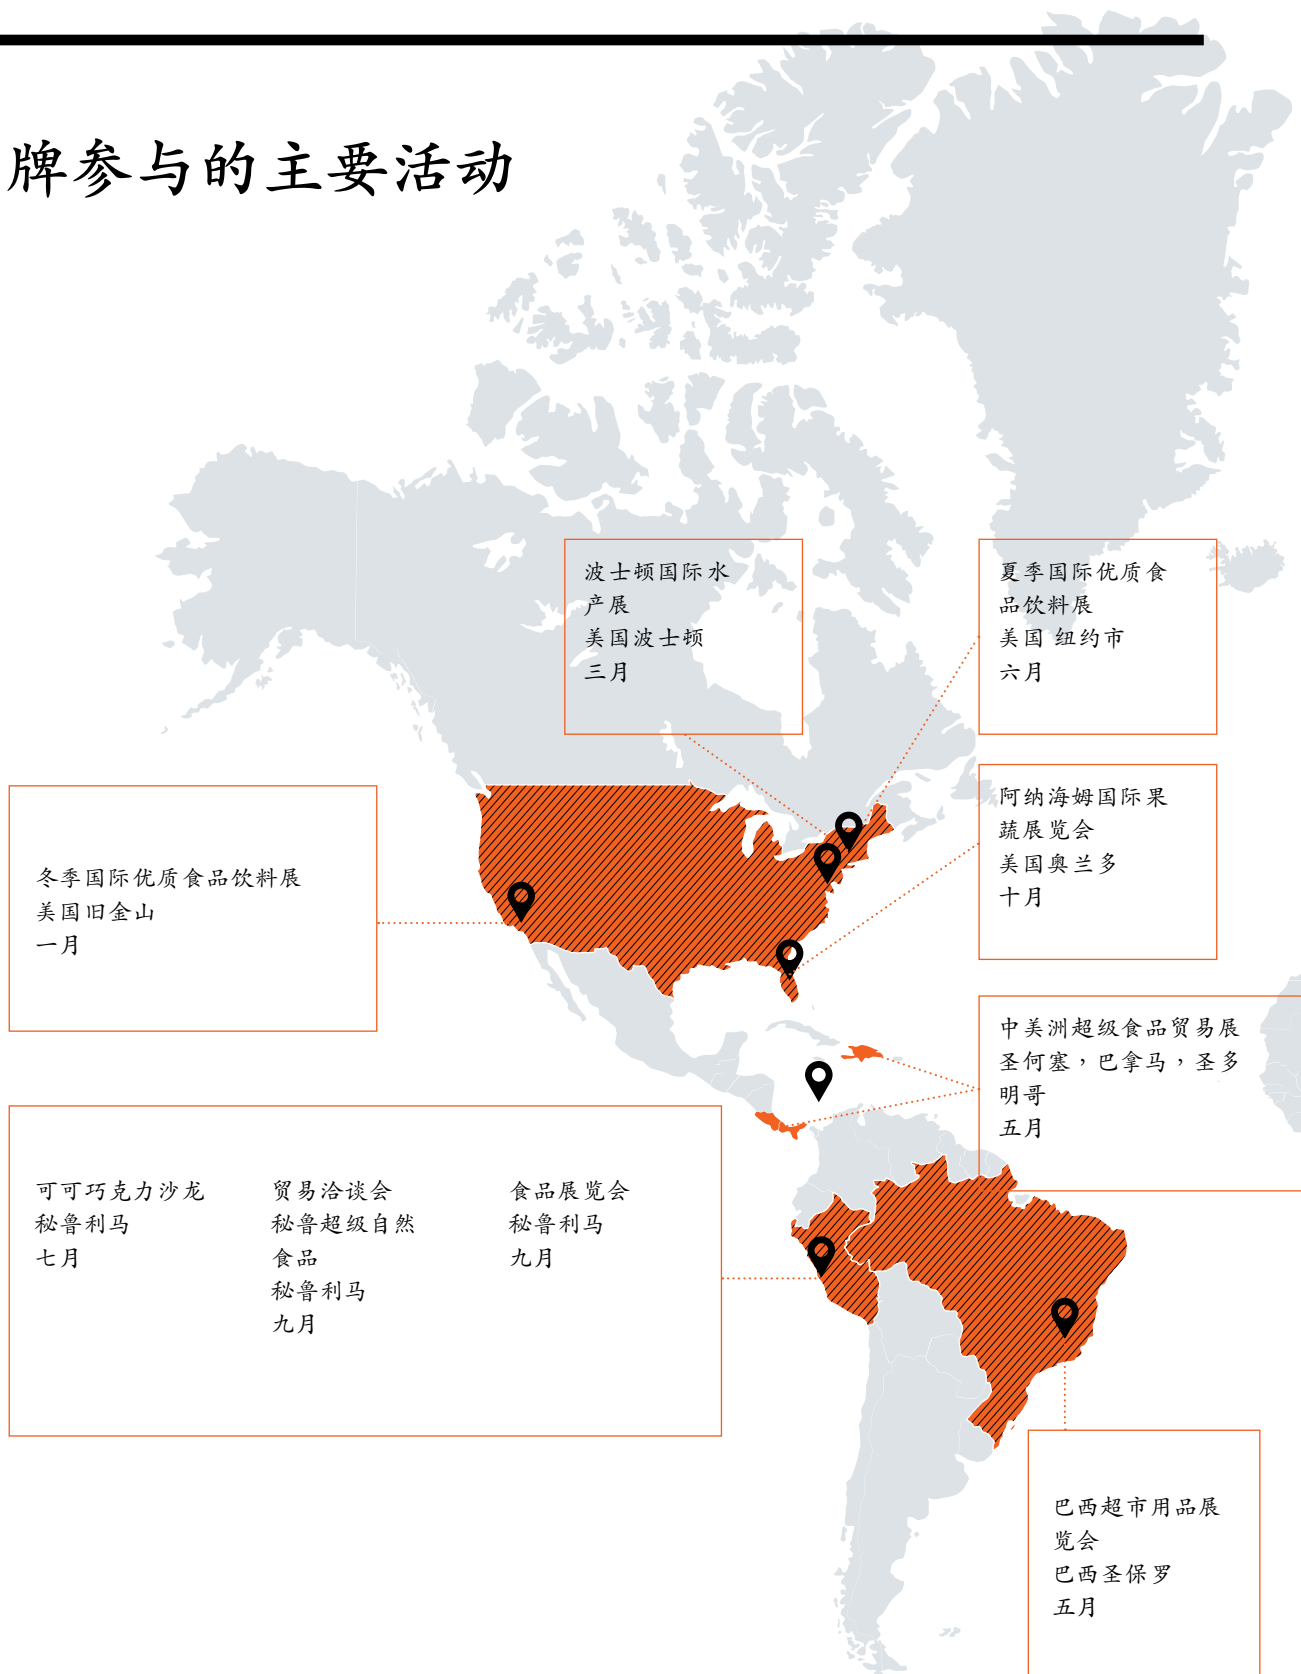 牌参与的主要活动
波士顿国际水
产展
美国波士顿
三月
夏季国际优质食
品饮料展
美国 纽约市
六月
冬季国际优质食品饮料展
美国旧金山
一月
阿纳海姆国际果
蔬展览会
美国奥兰多
十月
中美洲超级食品贸易展
圣何塞，巴拿马，圣多
明哥
五月
可可巧克力沙龙
秘鲁利马
七月
贸易洽谈会
秘鲁超级自然
食品
秘鲁利马
九月
食品展览会
秘鲁利马
九月
巴西超市用品展
览会
巴西圣保罗
五月